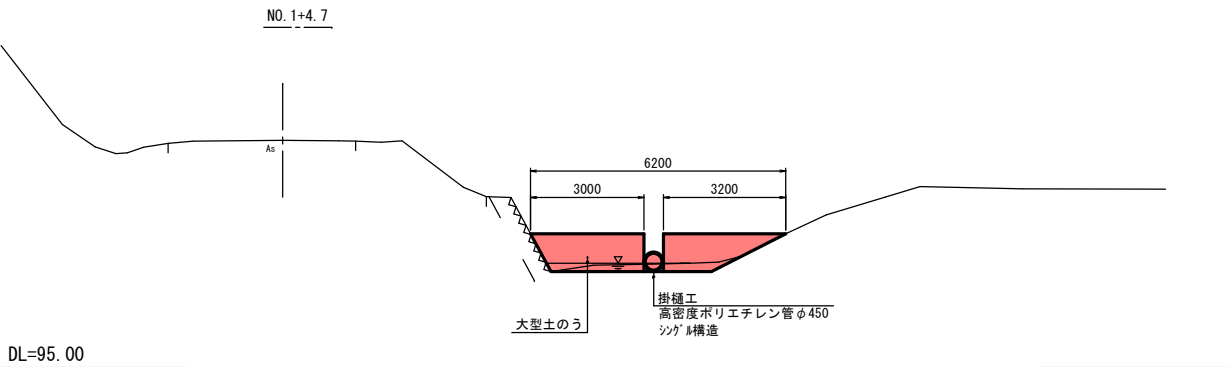 NO.1+4.7
As
6200
3000
3200
大型土のう
掛樋工
高密度ポリエチレン管φ450
シングル構造
DL=95.00